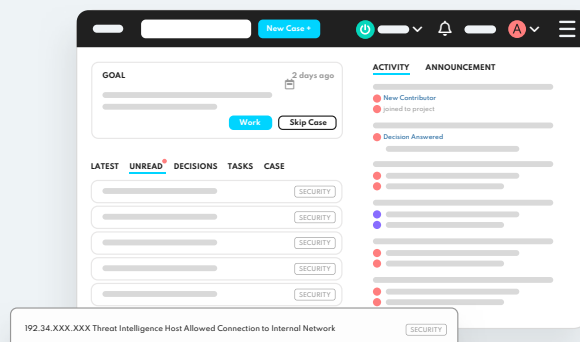 New Case +
A
GOAL
2 days ago
Work
Skip Case
LATEST UNREAD DECISIONS TASKS CASE
SECURITY
SECURITY
SECURITY
SECURITY
SECURITY
ACTIVITY ANNOUNCEMENT
New Contributor
joined to project
Decision Answered
192.34.XXX.XXX Threat Intelligence Host Allowed Connection to Internal Network
SECURITY